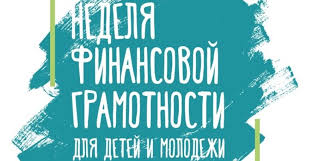 НЕДЕЛЯ
ФИНАНСОВОЙ
ГРАМОТНОСТИ
ДЛЯ ДЕТЕЙ И МОЛОДЕЖИ